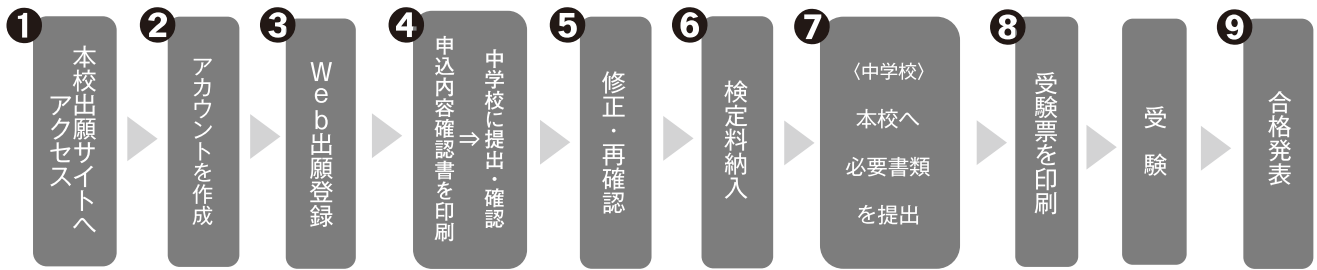 ❶
本校出願サイトへ
アクセス
❷
アカウントを作成
❸
Web出願登録
❹
申込内容確認書を印刷
⇒
中学校に提出・確認
❺
修正・再確認
❻
検定料納入
❼
〈中学校〉
本校へ
必要書類
を提出
❽
受験票を印刷
受験
❾
合格発表